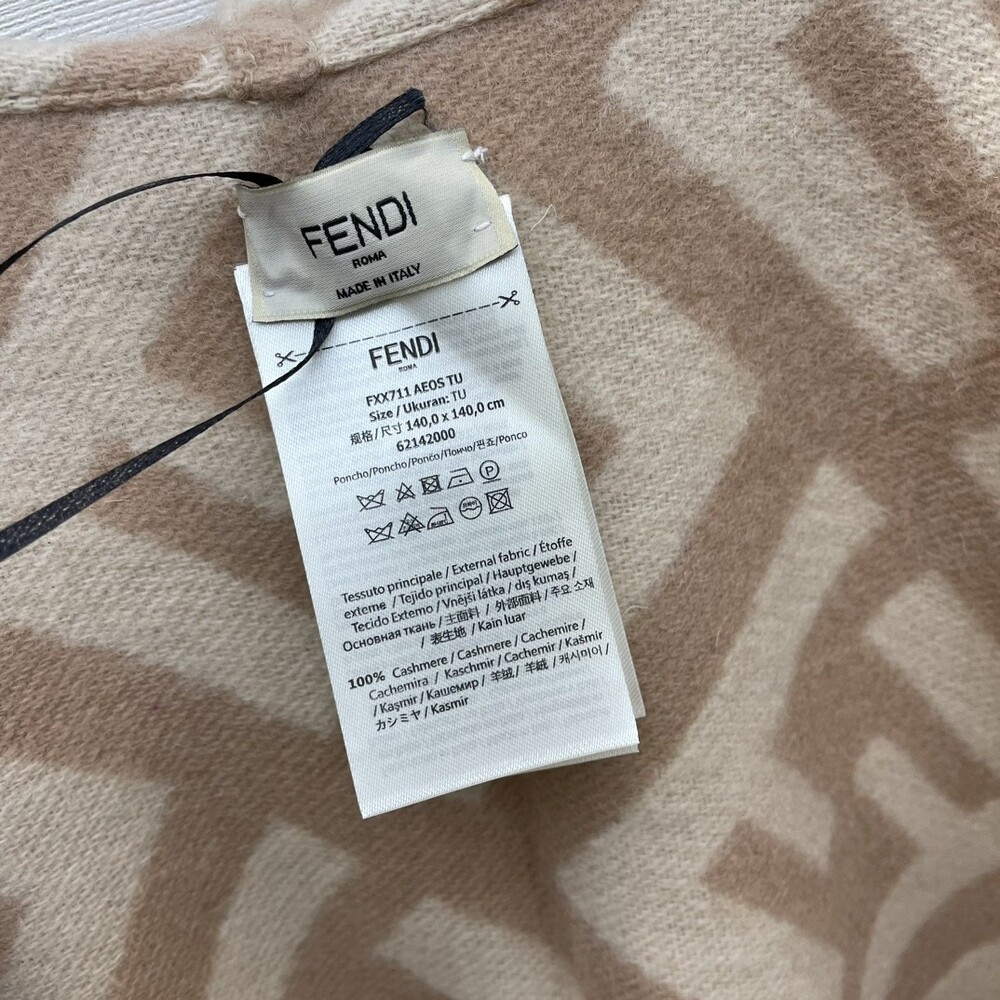 FENDI
ROMA
MADE IN ITALY
FENDI
ROMA
FXX711 AEOS TU
Size / Ukuran: TU
规格/尺寸 140,0 x 140,0 cm
62142000
Poncho/Poncho/Pončo/Пончо/판쵸/Ponco
P
Tessuto principale / External fabric / Étoffe
externe / Tejido principal / Hauptgewebe /
Tecido Externo / Vnější látka / dış kumaş /
Основная ткань / 主面料 / 外部面料 / 주요 소재
/ 表生地 / Kain luar
100% Cashmere / Cashmere / Cachemire /
Cachemira / Kaschmir / Cachemir / Kašmír
/ Kaşmir / Кашемир / 羊绒 / 羊絨 / 캐시미어 /
カシミヤ / Kasmir